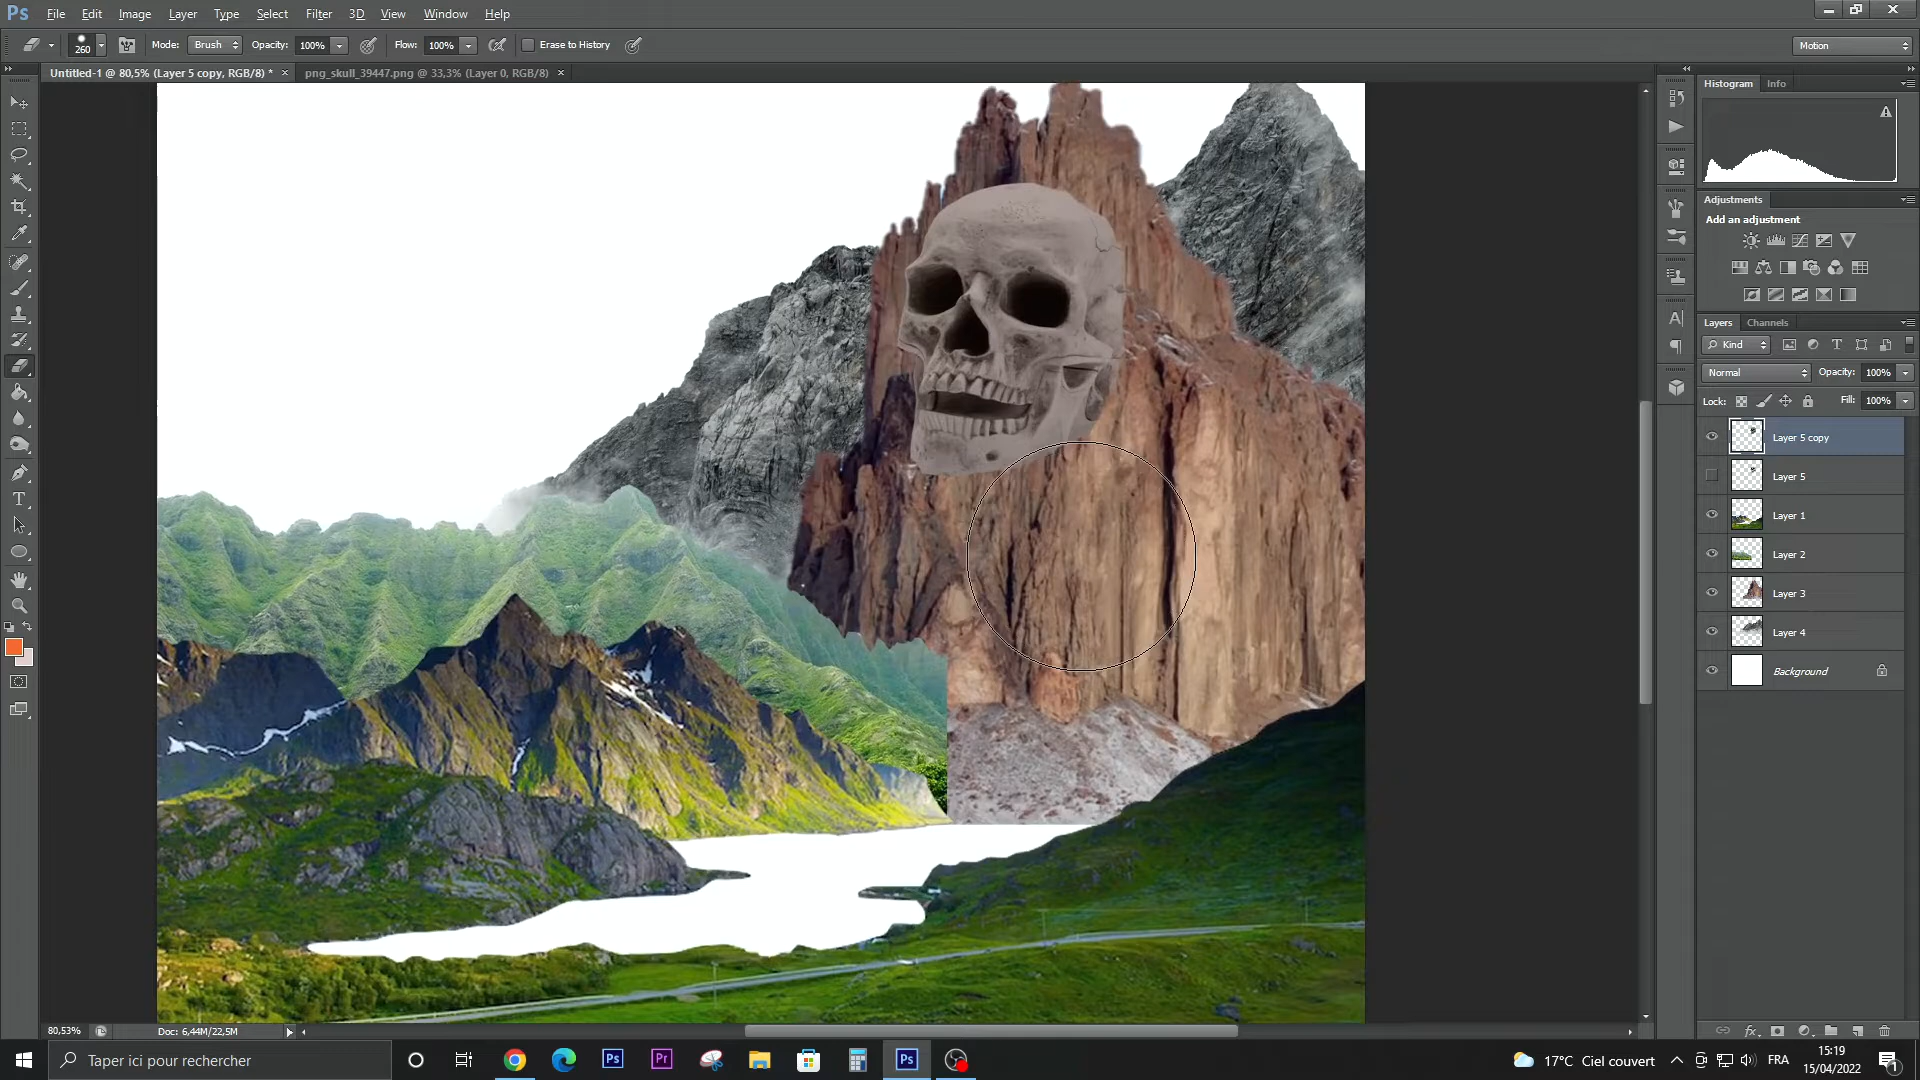 Ps File Edit Image Layer Type Select Filter 3D View Window Help
260 Mode: Brush Opacity: 100% Flow: 100% Erase to History Motion
Untitled-1 @ 80,5% (Layer 5 copy, RGB/8) * × png_skull_39447.png @ 33,3% (Layer 0, RGB/8) ×
Histogram Info
Adjustments
Add an adjustment
Layers Channels
Kind
Normal Opacity: 100%
Lock: Fill: 100%
Layer 5 copy
Layer 5
Layer 1
Layer 2
Layer 3
Layer 4
Background
80,53% Doc: 6,44M/22,5M
Taper ici pour rechercher Ps Pr Ps 17°C Ciel couvert FRA 15:19
15/04/2022 1